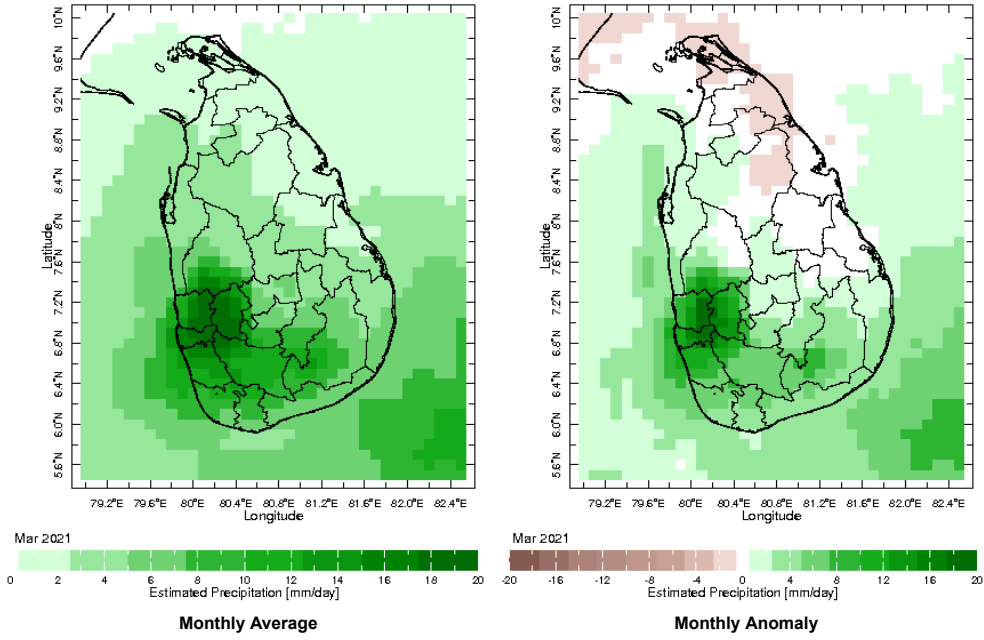 10°N
9.6°N
9.2°N
8.8°N
8.4°N
8°N
7.6°N
7.2°N
6.8°N
6.4°N
6.0°N
5.6°N
Latitude
79.2°E 79.6°E 80°E 80.4°E 80.8°E 81.2°E 81.6°E 82.0°E 82.4°E
Longitude
Mar 2021
0 2 4 6 8 10 12 14 16 18 20
Estimated Precipitation [mm/day]
Monthly Average
10°N
9.6°N
9.2°N
8.8°N
8.4°N
8°N
7.6°N
7.2°N
6.8°N
6.4°N
6.0°N
5.6°N
Latitude
79.2°E 79.6°E 80°E 80.4°E 80.8°E 81.2°E 81.6°E 82.0°E 82.4°E
Longitude
Mar 2021
-20 -16 -12 -8 -4 0 4 8 12 16 20
Estimated Precipitation [mm/day]
Monthly Anomaly